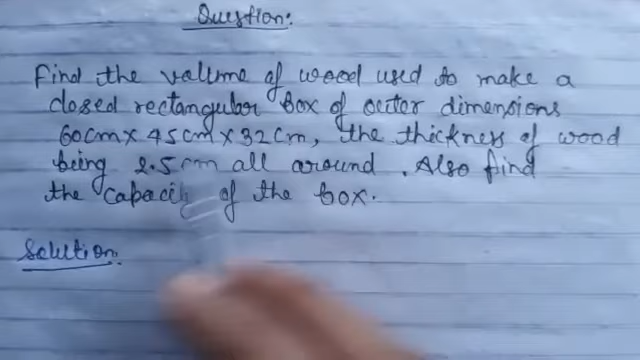 Question:
Find the volume of wood used to make a
closed rectangular box of outer dimensions
60cm x 45cm x 32cm, the thickness of wood
being 2.5cm all around. Also find
the capacity of the box.
Solution